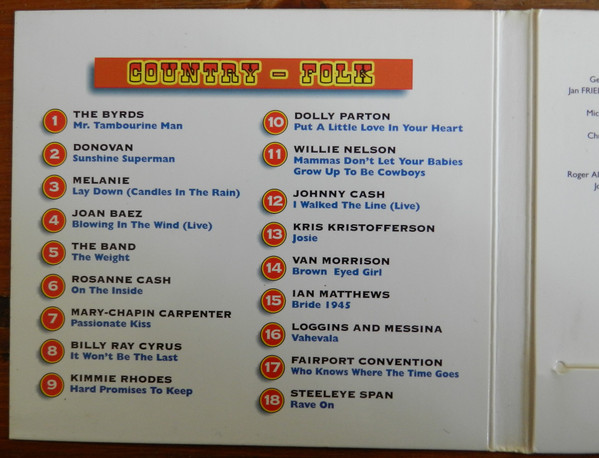 COUNTRY - FOLK
1 THE BYRDS
Mr. Tambourine Man
2 DONOVAN
Sunshine Superman
3 MELANIE
Lay Down (Candles In The Rain)
4 JOAN BAEZ
Blowing In The Wind (Live)
5 THE BAND
The Weight
6 ROSANNE CASH
On The Inside
7 MARY-CHAPIN CARPENTER
Passionate Kiss
8 BILLY RAY CYRUS
It Won't Be The Last
9 KIMMIE RHODES
Hard Promises To Keep
10 DOLLY PARTON
Put A Little Love In Your Heart
11 WILLIE NELSON
Mammas Don't Let Your Babies
Grow Up To Be Cowboys
12 JOHNNY CASH
I Walked The Line (Live)
13 KRIS KRISTOFFERSON
Josie
14 VAN MORRISON
Brown Eyed Girl
15 IAN MATTHEWS
Bride 1945
16 LOGGINS AND MESSINA
Vahevala
17 FAIRPORT CONVENTION
Who Knows Where The Time Goes
18 STEELEYE SPAN
Rave On
Jan
Roger